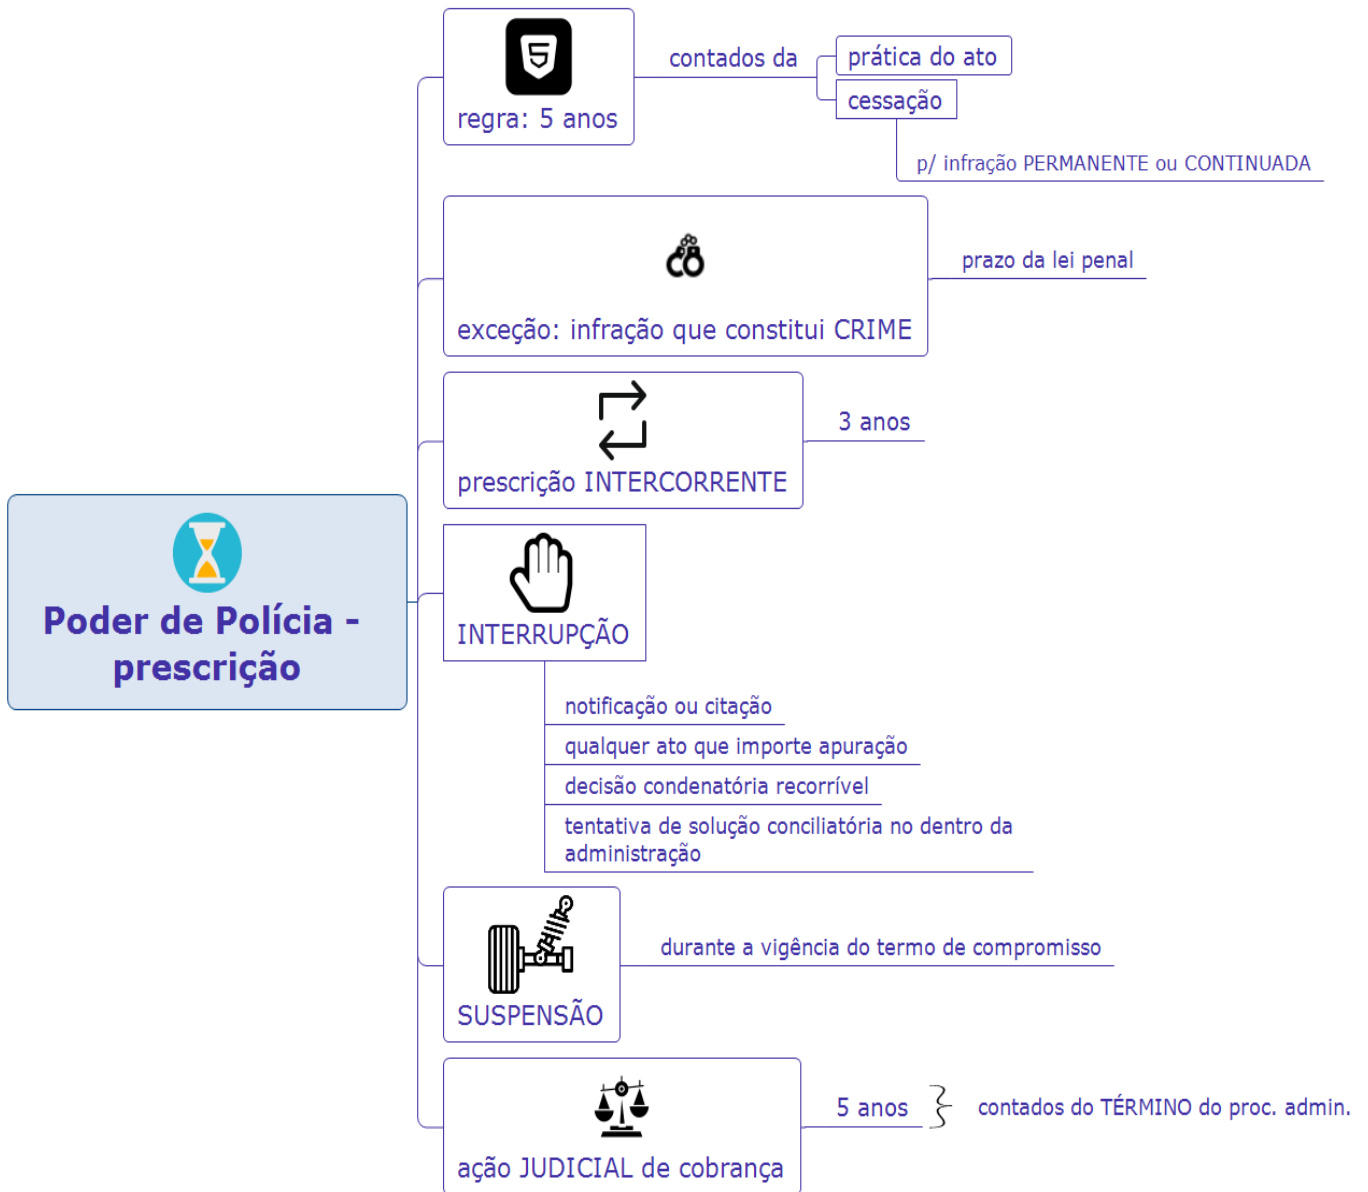 regra: 5 anos
contados da
prática do ato
cessação
p/ infração PERMANENTE ou CONTINUADA
exceção: infração que constitui CRIME
prazo da lei penal
prescrição INTERCORRENTE
3 anos
Poder de Polícia -
prescrição
INTERRUPÇÃO
notificação ou citação
qualquer ato que importe apuração
decisão condenatória recorrível
tentativa de solução conciliatória no dentro da
administração
SUSPENSÃO
durante a vigência do termo de compromisso
ação JUDICIAL de cobrança
5 anos
contados do TÉRMINO do proc. admin.